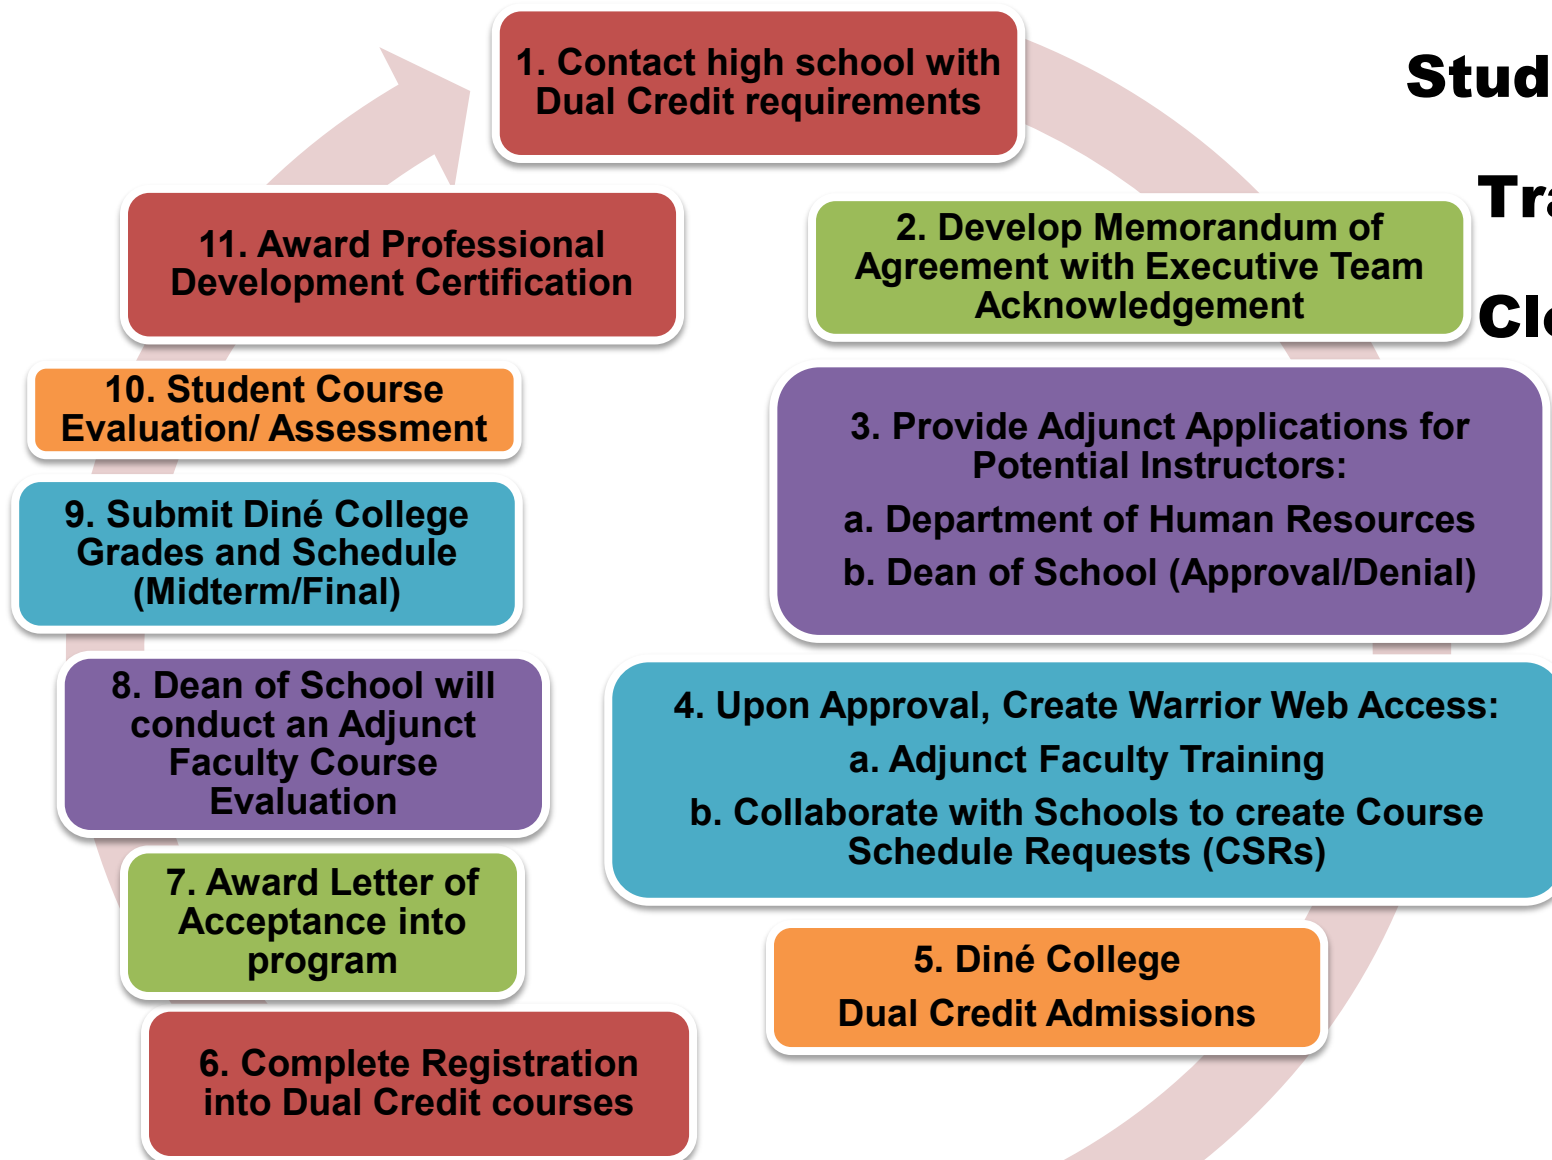 1. Contact high school with
Dual Credit requirements
2. Develop Memorandum of
Agreement with Executive Team
Acknowledgement
3. Provide Adjunct Applications for
Potential Instructors:
a. Department of Human Resources
b. Dean of School (Approval/Denial)
4. Upon Approval, Create Warrior Web Access:
a. Adjunct Faculty Training
b. Collaborate with Schools to create Course
Schedule Requests (CSRs)
5. Diné College
Dual Credit Admissions
6. Complete Registration
into Dual Credit courses
7. Award Letter of
Acceptance into
program
8. Dean of School will
conduct an Adjunct
Faculty Course
Evaluation
9. Submit Diné College
Grades and Schedule
(Midterm/Final)
10. Student Course
Evaluation/ Assessment
11. Award Professional
Development Certification